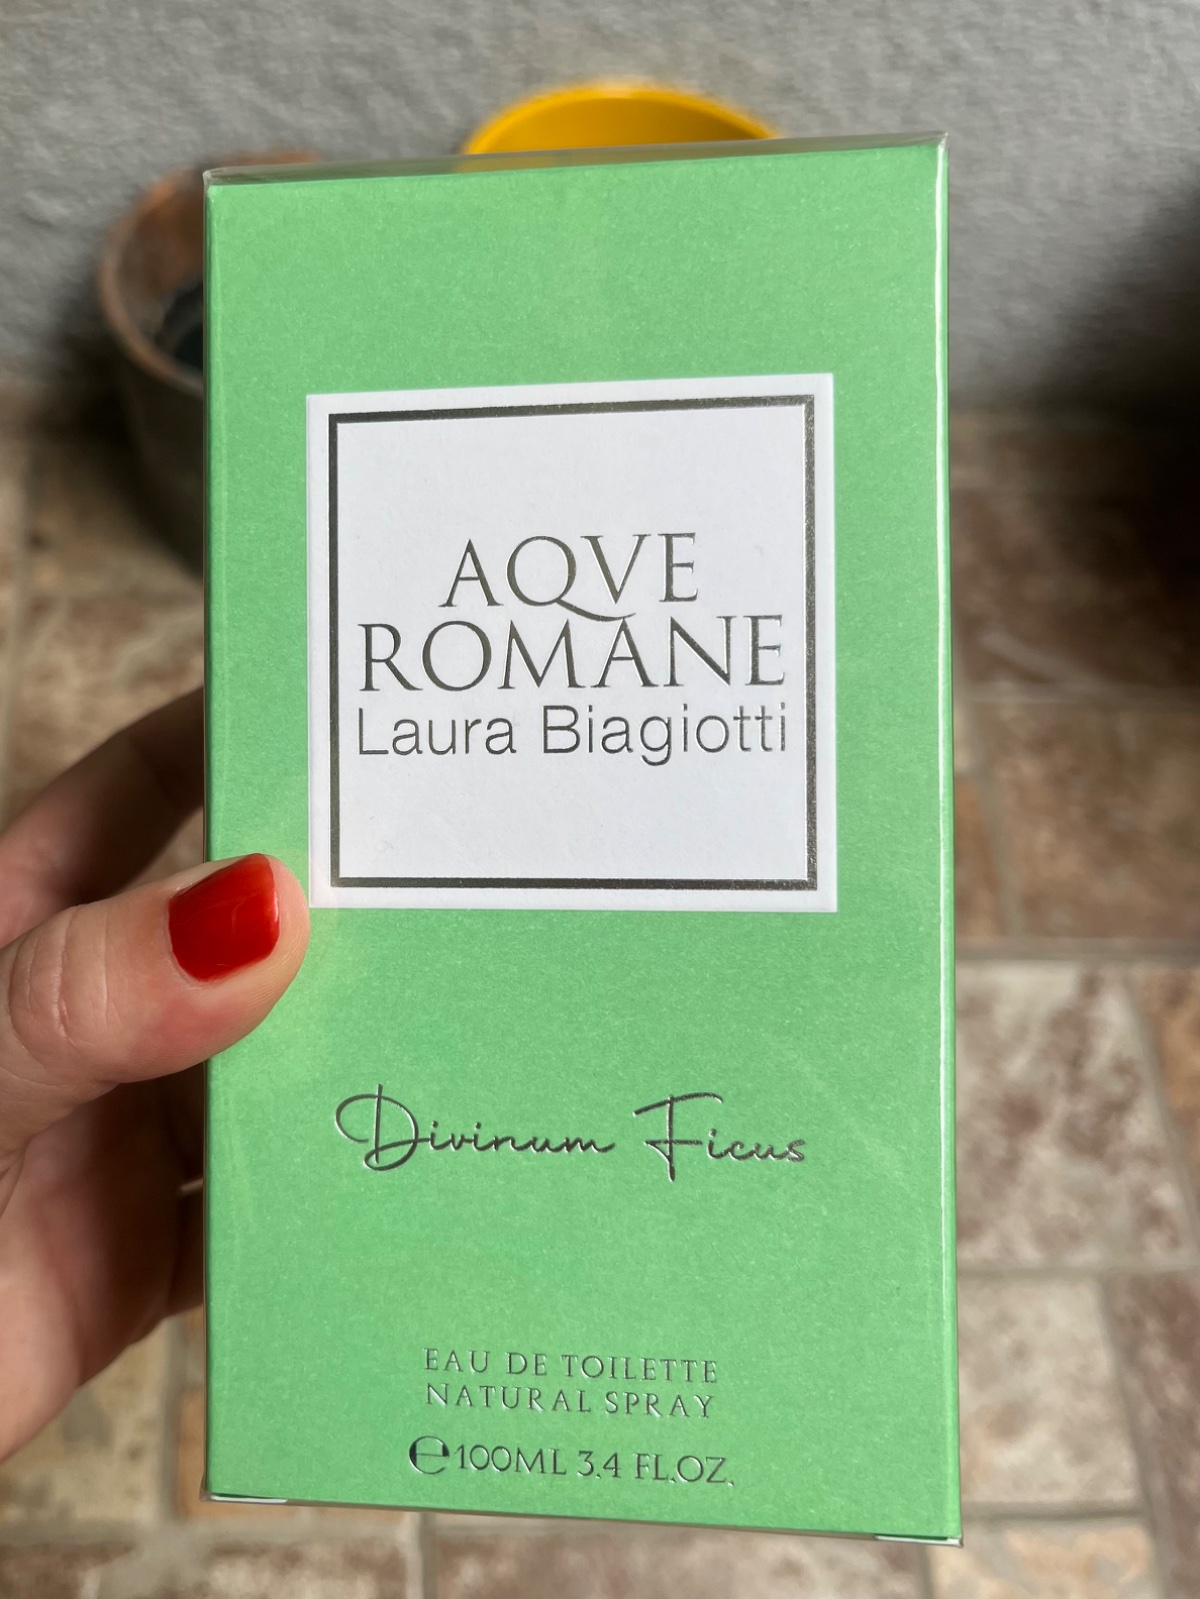 AQVE
ROMANE
Laura Biagiotti
Divinum Ficus
EAU DE TOILETTE
NATURAL SPRAY
℮100ML 3.4 FL.OZ.